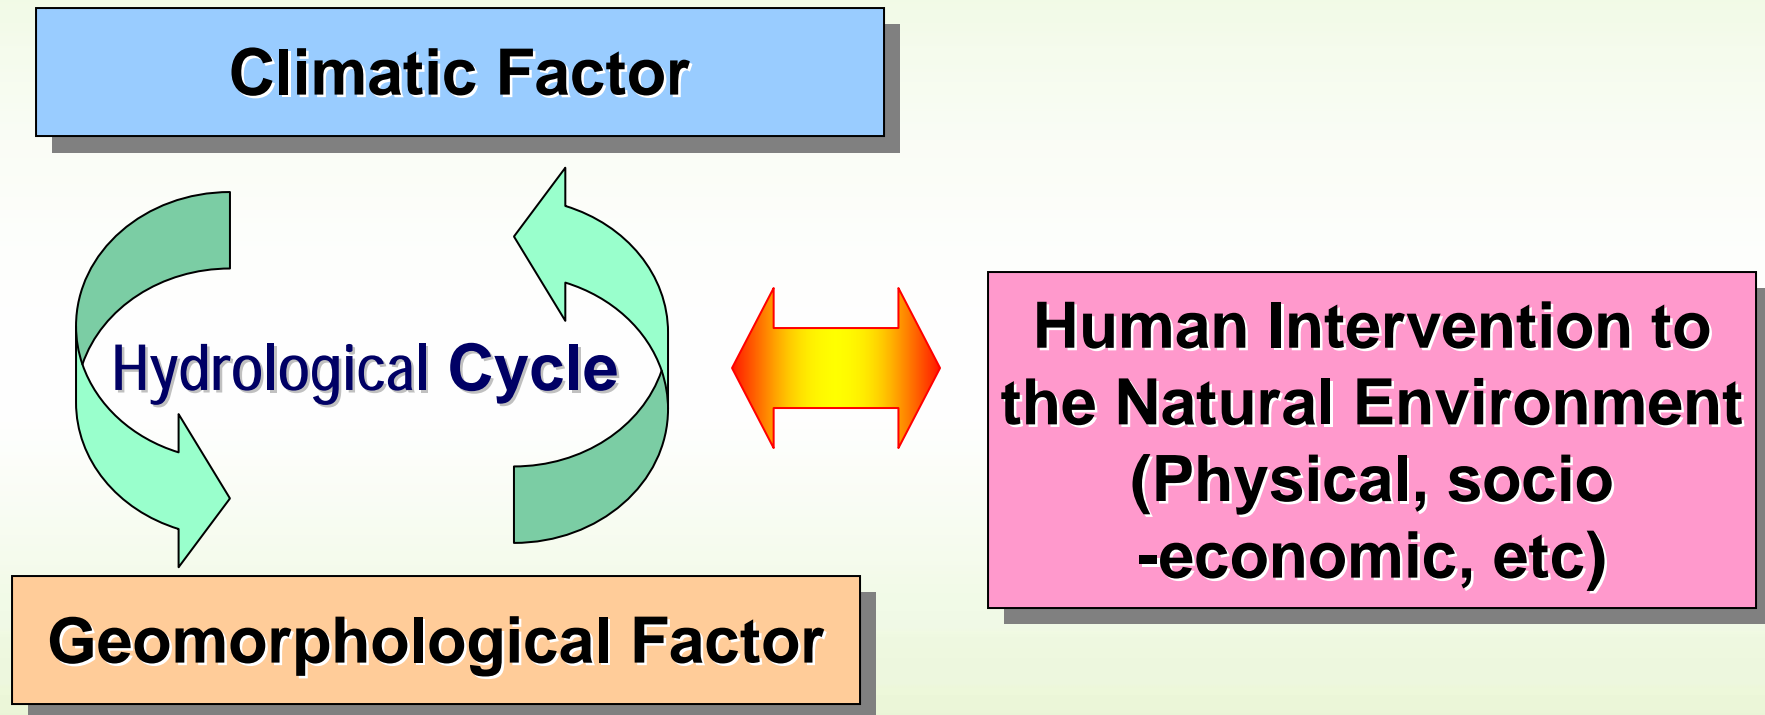 Climatic Factor
Hydrological Cycle
Human Intervention to
the Natural Environment
(Physical, socio
-economic, etc)
Geomorphological Factor